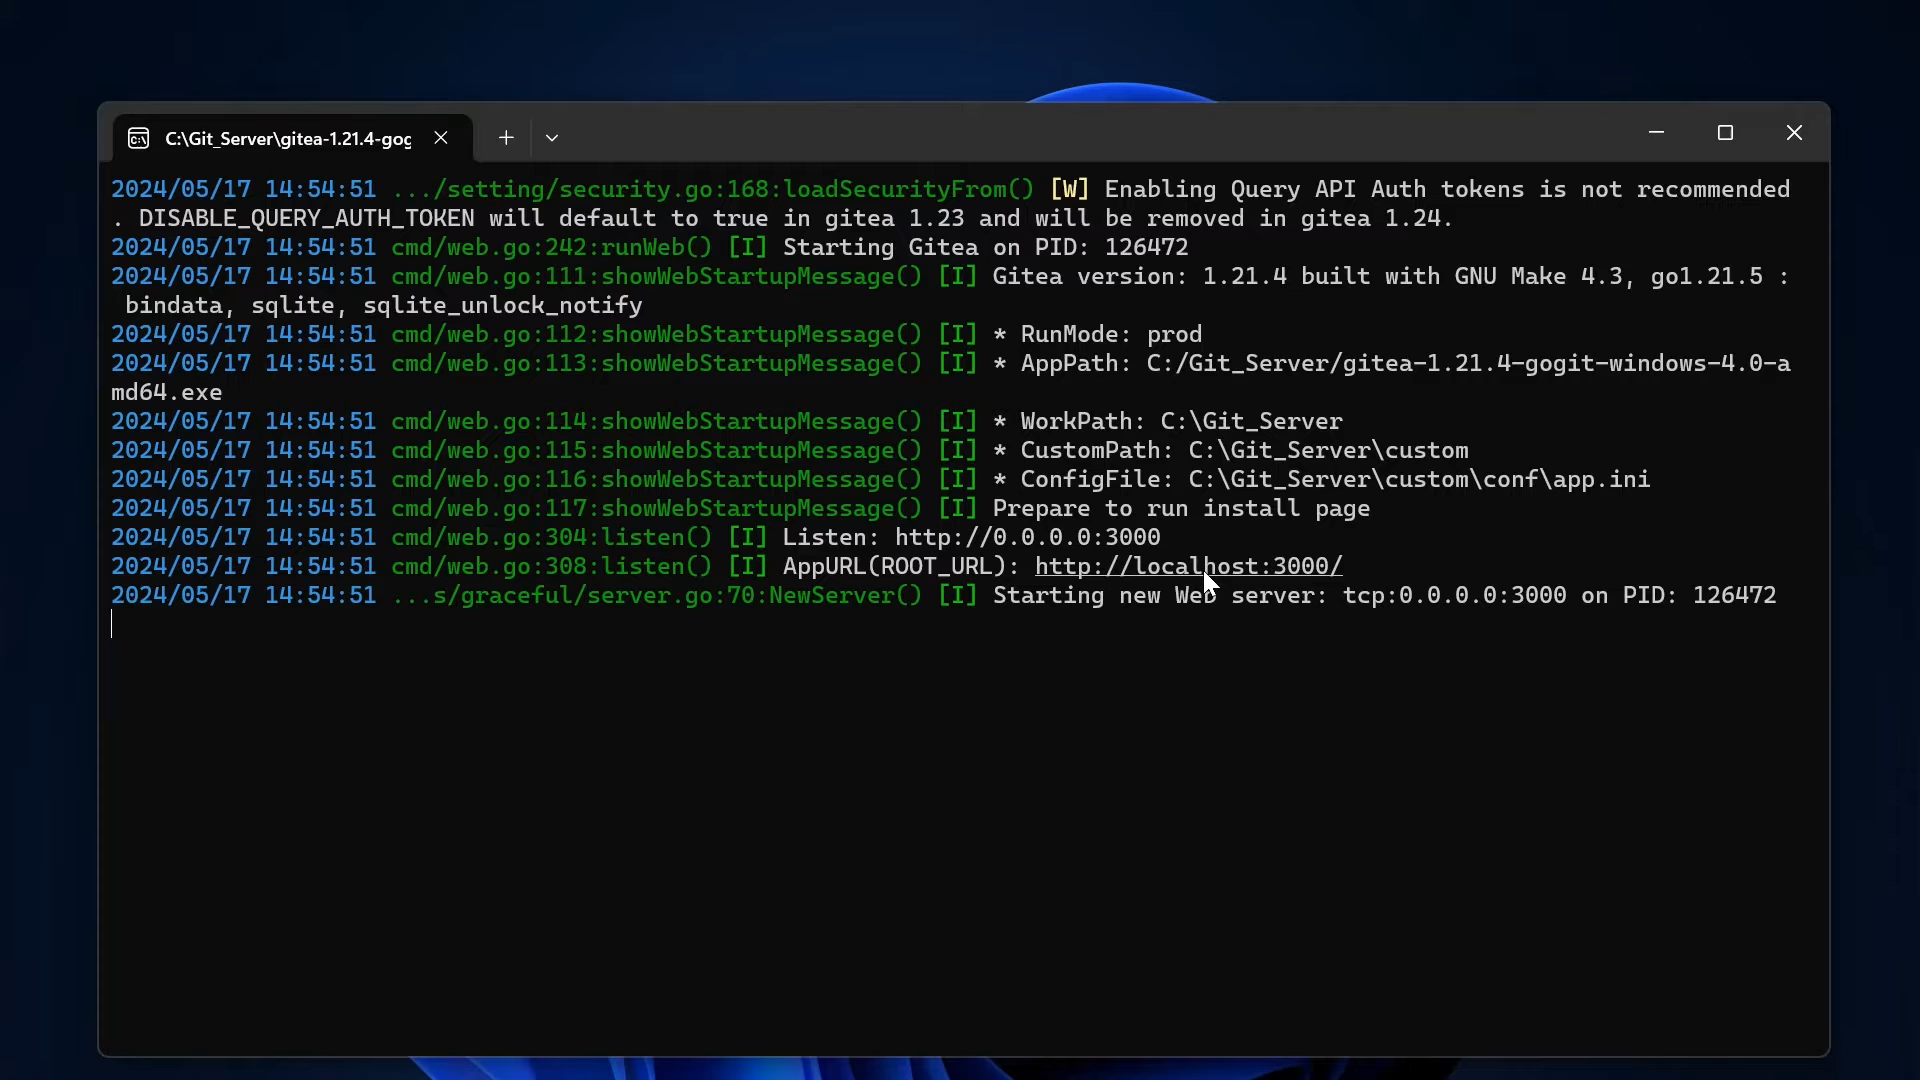 C:\Git_Server\gitea-1.21.4-gog
2024/05/17 14:54:51 .../setting/security.go:168:loadSecurityFrom() [W] Enabling Query API Auth tokens is not recommended
. DISABLE_QUERY_AUTH_TOKEN will default to true in gitea 1.23 and will be removed in gitea 1.24.
2024/05/17 14:54:51 cmd/web.go:242:runWeb() [I] Starting Gitea on PID: 126472
2024/05/17 14:54:51 cmd/web.go:111:showWebStartupMessage() [I] Gitea version: 1.21.4 built with GNU Make 4.3, go1.21.5 :
bindata, sqlite, sqlite_unlock_notify
2024/05/17 14:54:51 cmd/web.go:112:showWebStartupMessage() [I] * RunMode: prod
2024/05/17 14:54:51 cmd/web.go:113:showWebStartupMessage() [I] * AppPath: C:/Git_Server/gitea-1.21.4-gogit-windows-4.0-a
md64.exe
2024/05/17 14:54:51 cmd/web.go:114:showWebStartupMessage() [I] * WorkPath: C:\Git_Server
2024/05/17 14:54:51 cmd/web.go:115:showWebStartupMessage() [I] * CustomPath: C:\Git_Server\custom
2024/05/17 14:54:51 cmd/web.go:116:showWebStartupMessage() [I] * ConfigFile: C:\Git_Server\custom\conf\app.ini
2024/05/17 14:54:51 cmd/web.go:117:showWebStartupMessage() [I] Prepare to run install page
2024/05/17 14:54:51 cmd/web.go:304:listen() [I] Listen: http://0.0.0.0:3000
2024/05/17 14:54:51 cmd/web.go:308:listen() [I] AppURL(ROOT_URL): http://localhost:3000/
2024/05/17 14:54:51 ...s/graceful/server.go:70:NewServer() [I] Starting new Web server: tcp:0.0.0.0:3000 on PID: 126472